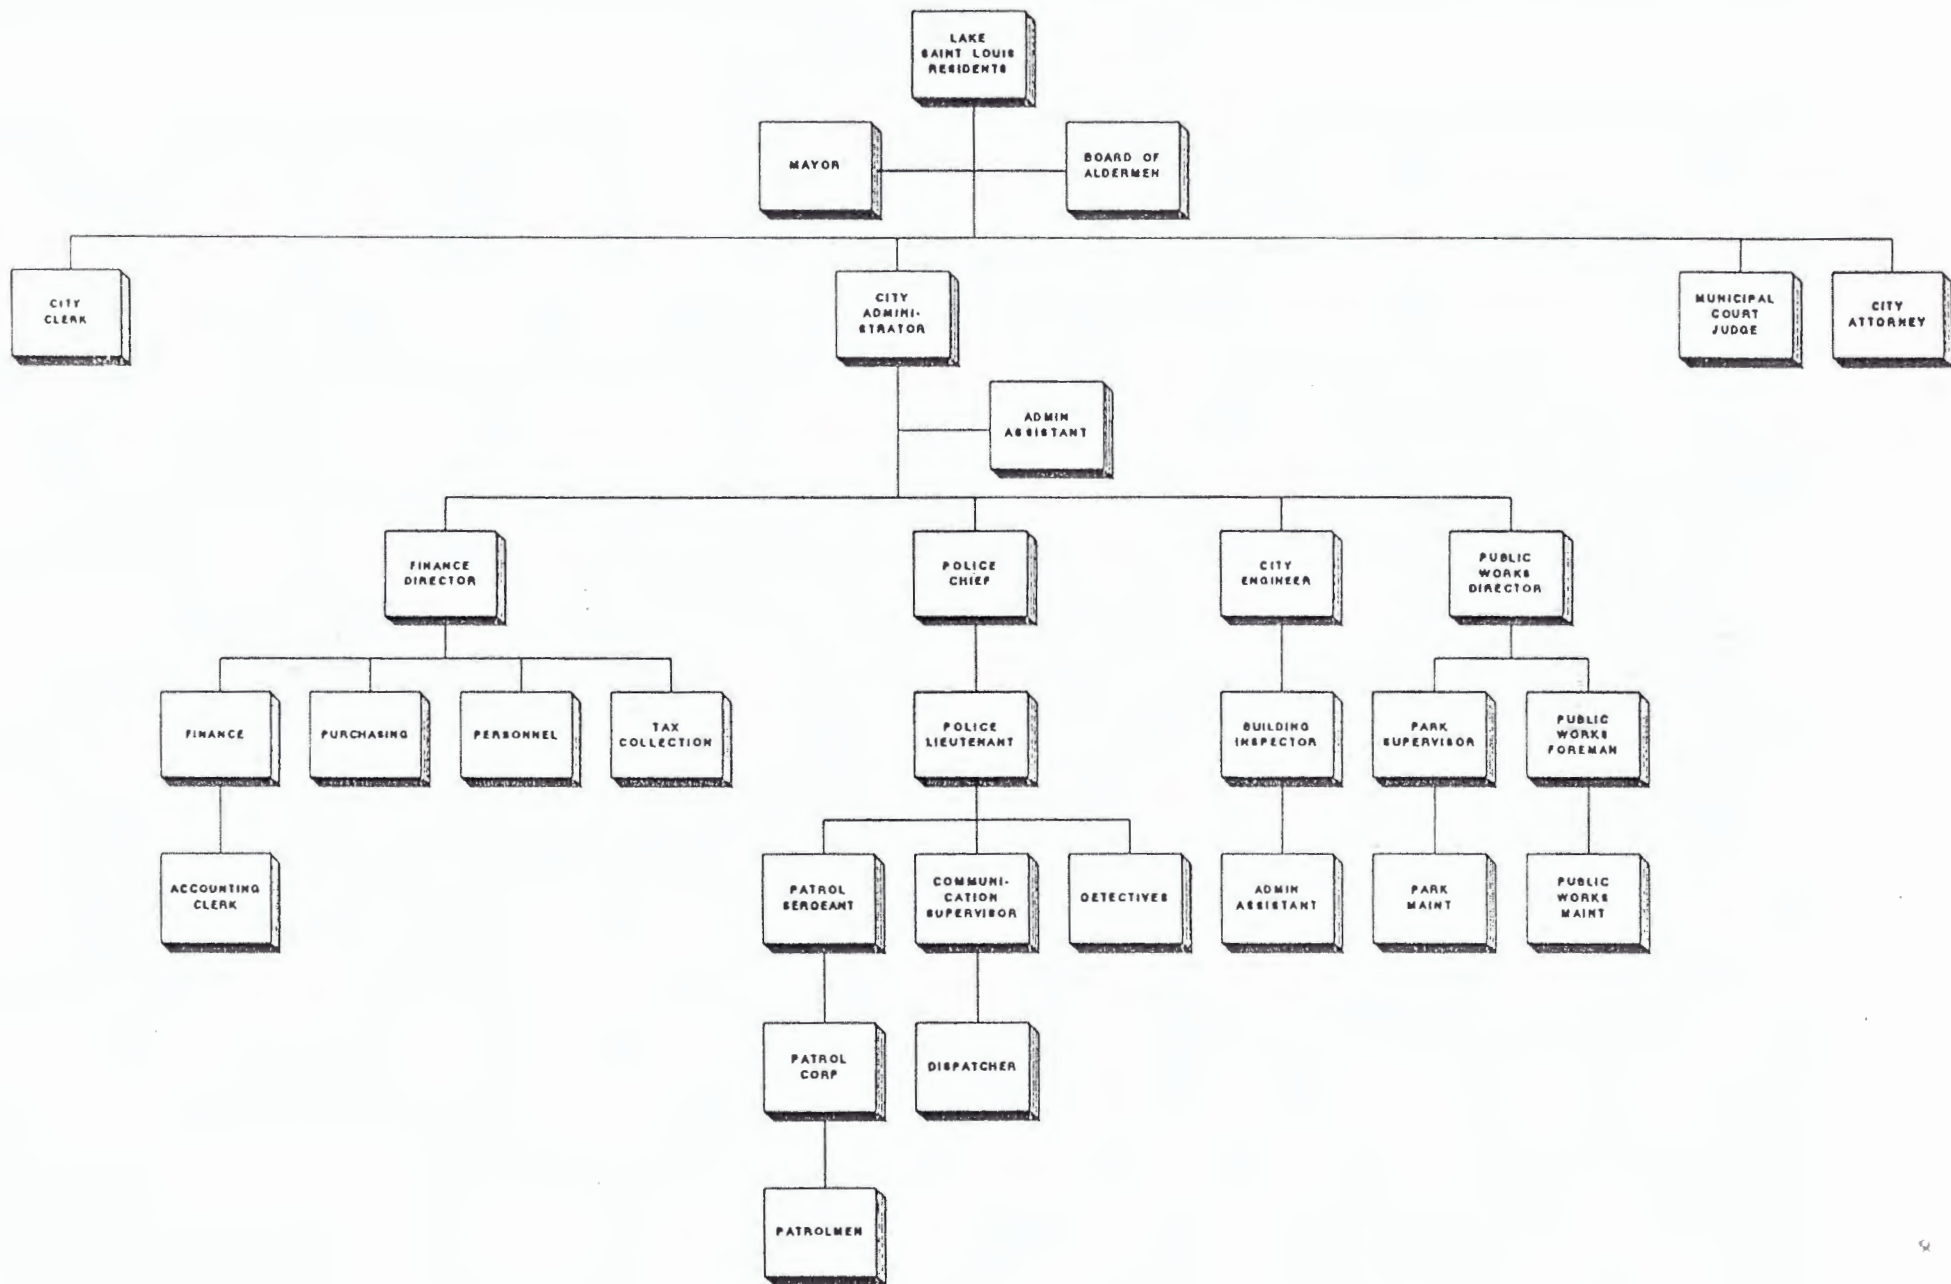 LAKE
SAINT LOUIS
RESIDENTS
MAYOR
BOARD OF
ALDERMEN
CITY
CLERK
CITY
ADMINI-
STRATOR
MUNICIPAL
COURT
JUDGE
CITY
ATTORNEY
ADMIN
ASSISTANT
FINANCE
DIRECTOR
POLICE
CHIEF
CITY
ENGINEER
PUBLIC
WORKS
DIRECTOR
FINANCE
PURCHASING
PERSONNEL
TAX
COLLECTION
POLICE
LIEUTENANT
BUILDING
INSPECTOR
PARK
SUPERVISOR
PUBLIC
WORKS
FOREMAN
ACCOUNTING
CLERK
PATROL
SERGEANT
COMMUNI-
CATION
SUPERVISOR
DETECTIVES
ADMIN
ASSISTANT
PARK
MAINT
PUBLIC
WORKS
MAINT
PATROL
CORP
DISPATCHER
PATROLMEN